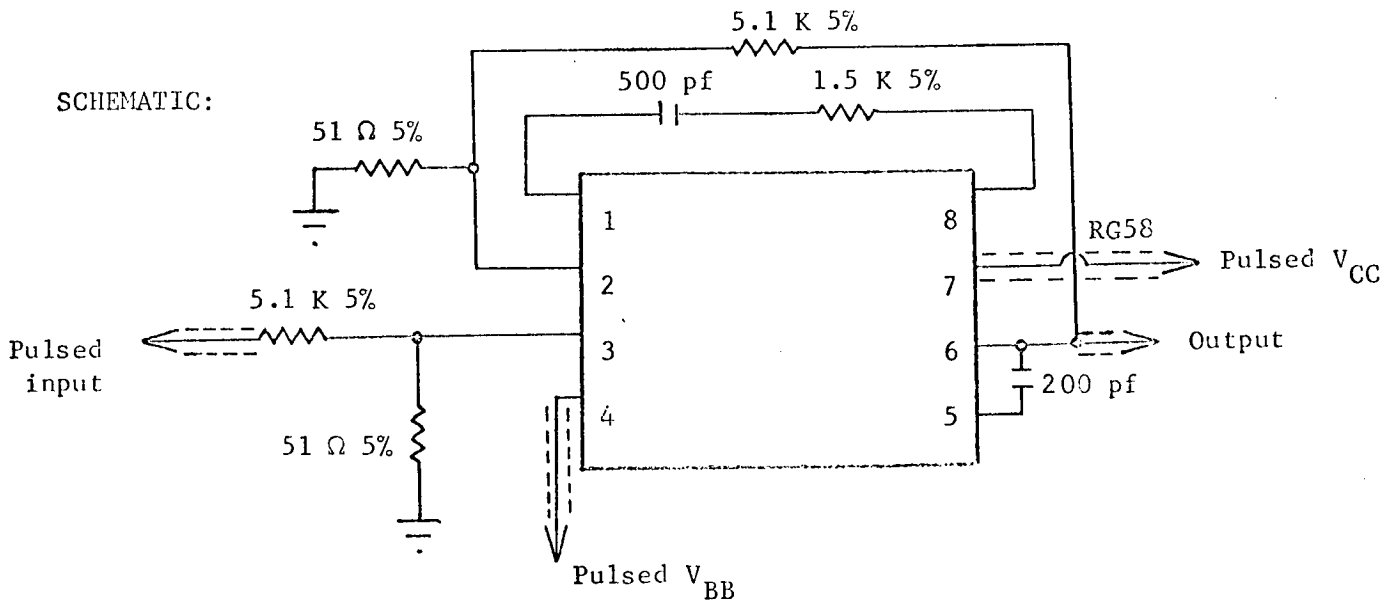 5.1 K 5%
500 pf
1.5 K 5%
SCHEMATIC:
51 Ω 5%
1
8
RG58
2
7
Pulsed V_CC
5.1 K 5%
Pulsed
input
3
6
Output
200 pf
4
5
51 Ω 5%
Pulsed V_BB